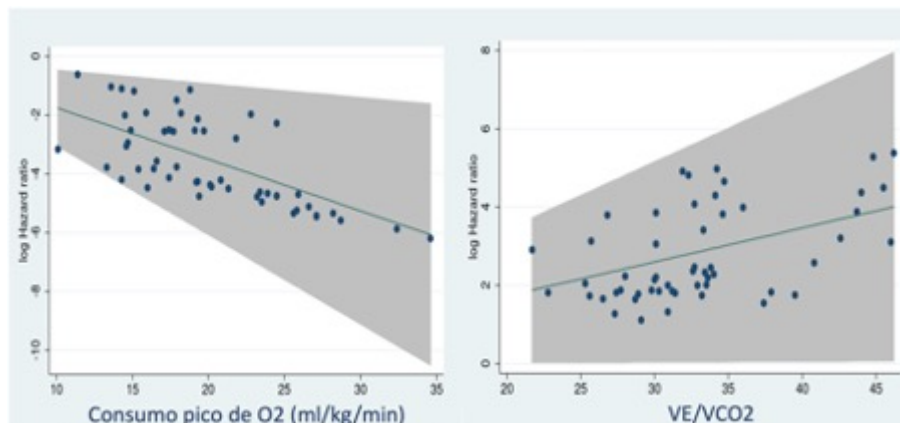 0
-2
-4
-6
-8
-10
log Hazard ratio
10 15 20 25 30 35
Consumo pico de O2 (ml/kg/min)
8
6
4
2
0
log Hazard ratio
20 25 30 35 40 45
VE/VCO2